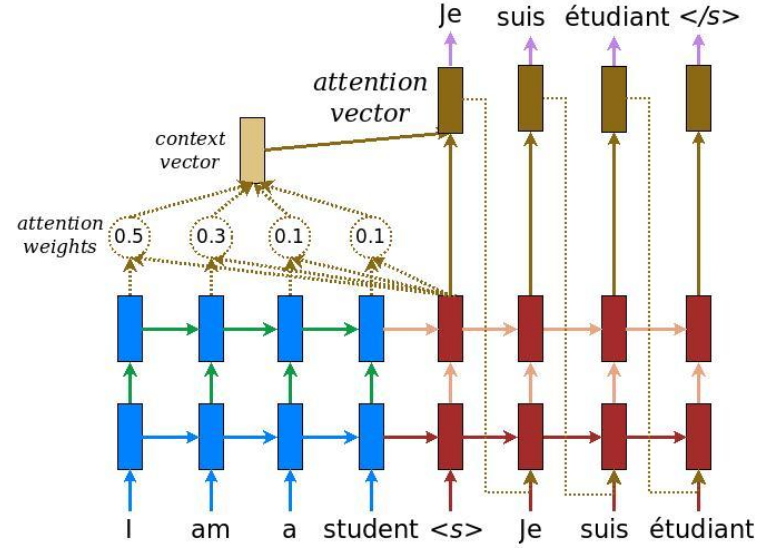 Je suis étudiant </s>
attention
vector
context
vector
attention
weights
0.5 0.3 0.1 0.1
I am a student <s> Je suis étudiant